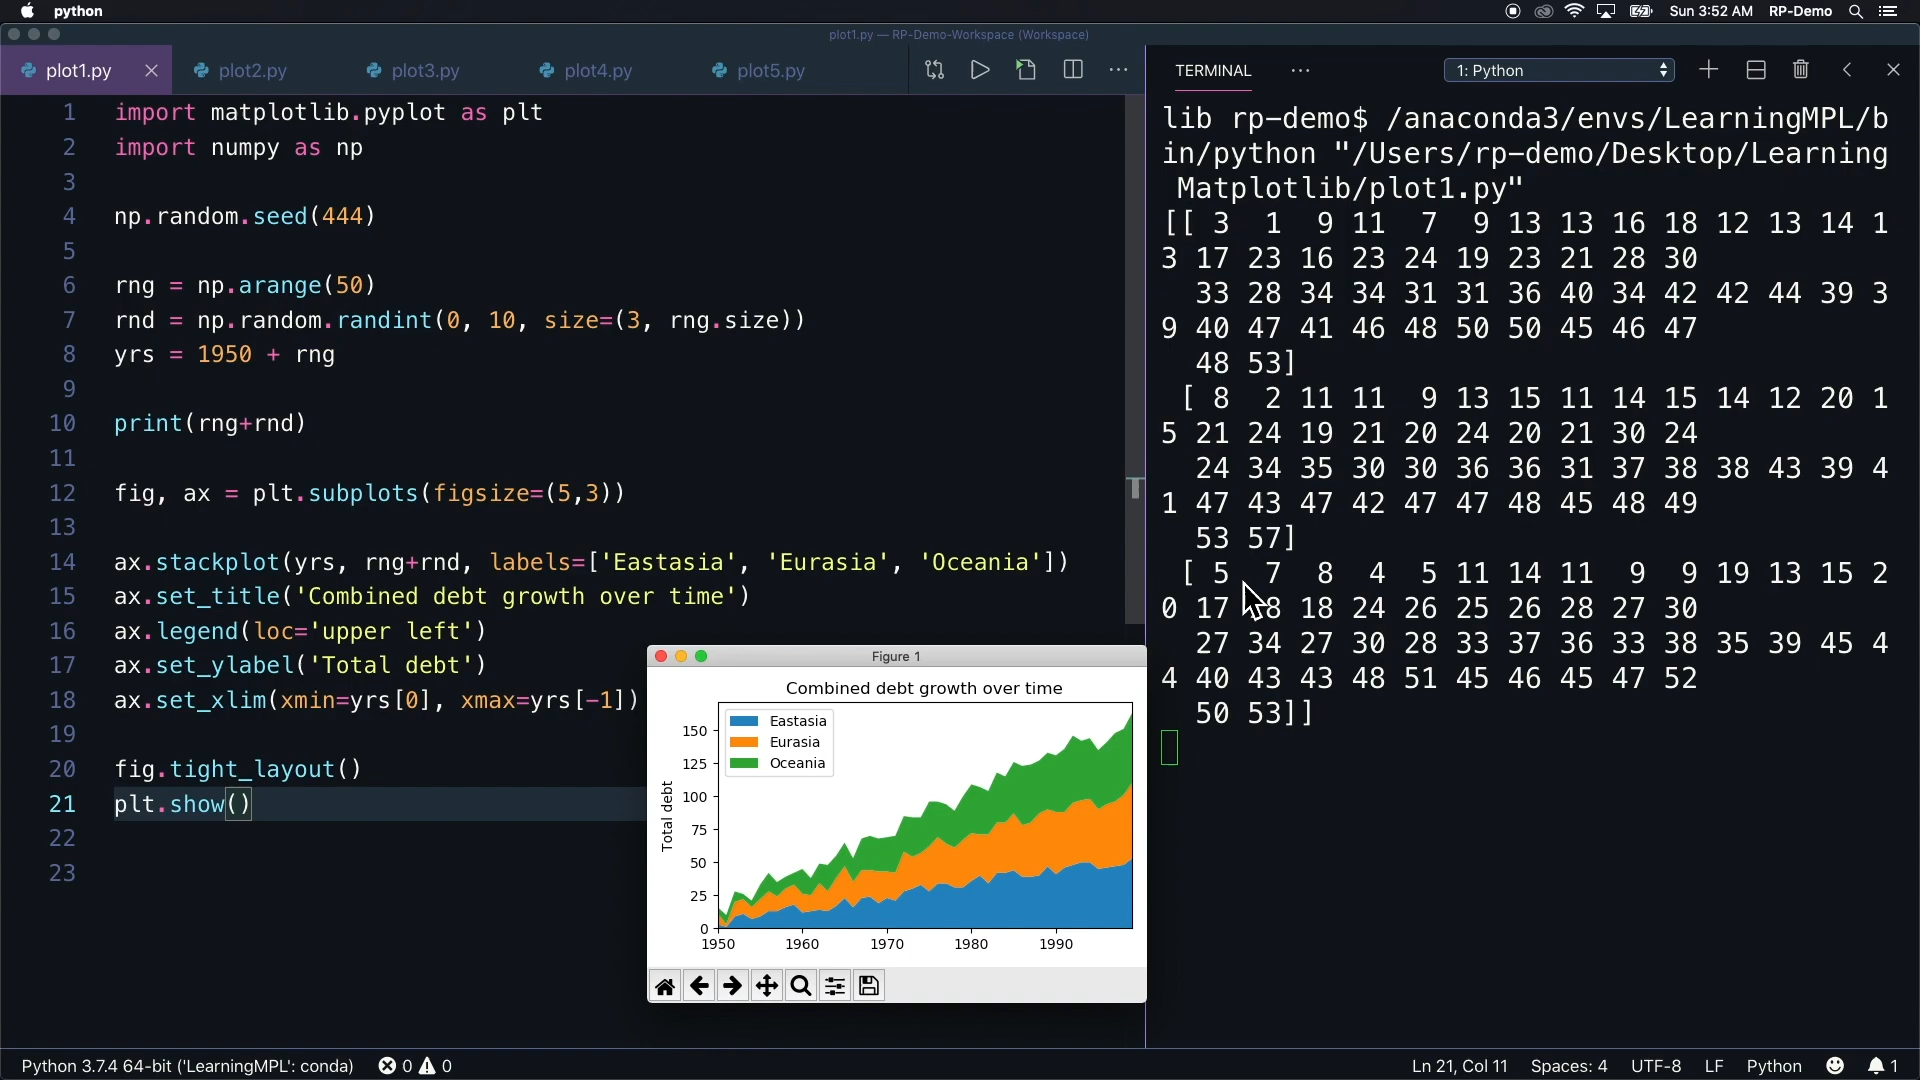 python
Sun 3:52 AM RP-Demo
plot1.py — RP-Demo-Workspace (Workspace)
plot1.py plot2.py plot3.py plot4.py plot5.py
1 import matplotlib.pyplot as plt
2 import numpy as np
3
4 np.random.seed(444)
5
6 rng = np.arange(50)
7 rnd = np.random.randint(0, 10, size=(3, rng.size))
8 yrs = 1950 + rng
9
10 print(rng+rnd)
11
12 fig, ax = plt.subplots(figsize=(5,3))
13
14 ax.stackplot(yrs, rng+rnd, labels=['Eastasia', 'Eurasia', 'Oceania'])
15 ax.set_title('Combined debt growth over time')
16 ax.legend(loc='upper left')
17 ax.set_ylabel('Total debt')
18 ax.set_xlim(xmin=yrs[0], xmax=yrs[-1])
19
20 fig.tight_layout()
21 plt.show()
22
23
TERMINAL
1: Python
lib rp-demo$ /anaconda3/envs/LearningMPL/b
in/python "/Users/rp-demo/Desktop/Learning
Matplotlib/plot1.py"
[[ 3 1 9 11 7 9 13 13 16 18 12 13 14 1
3 17 23 16 23 24 19 23 21 28 30
33 28 34 34 31 31 36 40 34 42 42 44 39 3
9 40 47 41 46 48 50 50 45 46 47
48 53]
[ 8 2 11 11 9 13 15 11 14 15 14 12 20 1
5 21 24 19 21 20 24 20 21 30 24
24 34 35 30 30 36 36 31 37 38 38 43 39 4
1 47 43 47 42 47 47 48 45 48 49
53 57]
[ 5 7 8 4 5 11 14 11 9 9 19 13 15 2
0 17 18 24 26 25 26 28 27 30
27 34 27 30 28 33 37 36 33 38 35 39 45 4
4 40 43 43 48 51 45 46 45 47 52
50 53]]
Figure 1
Combined debt growth over time
Eastasia
Eurasia
Oceania
Total debt
150
125
100
75
50
25
0
1950 1960 1970 1980 1990
Python 3.7.4 64-bit ('LearningMPL': conda) 0 0
Ln 21, Col 11 Spaces: 4 UTF-8 LF Python 1